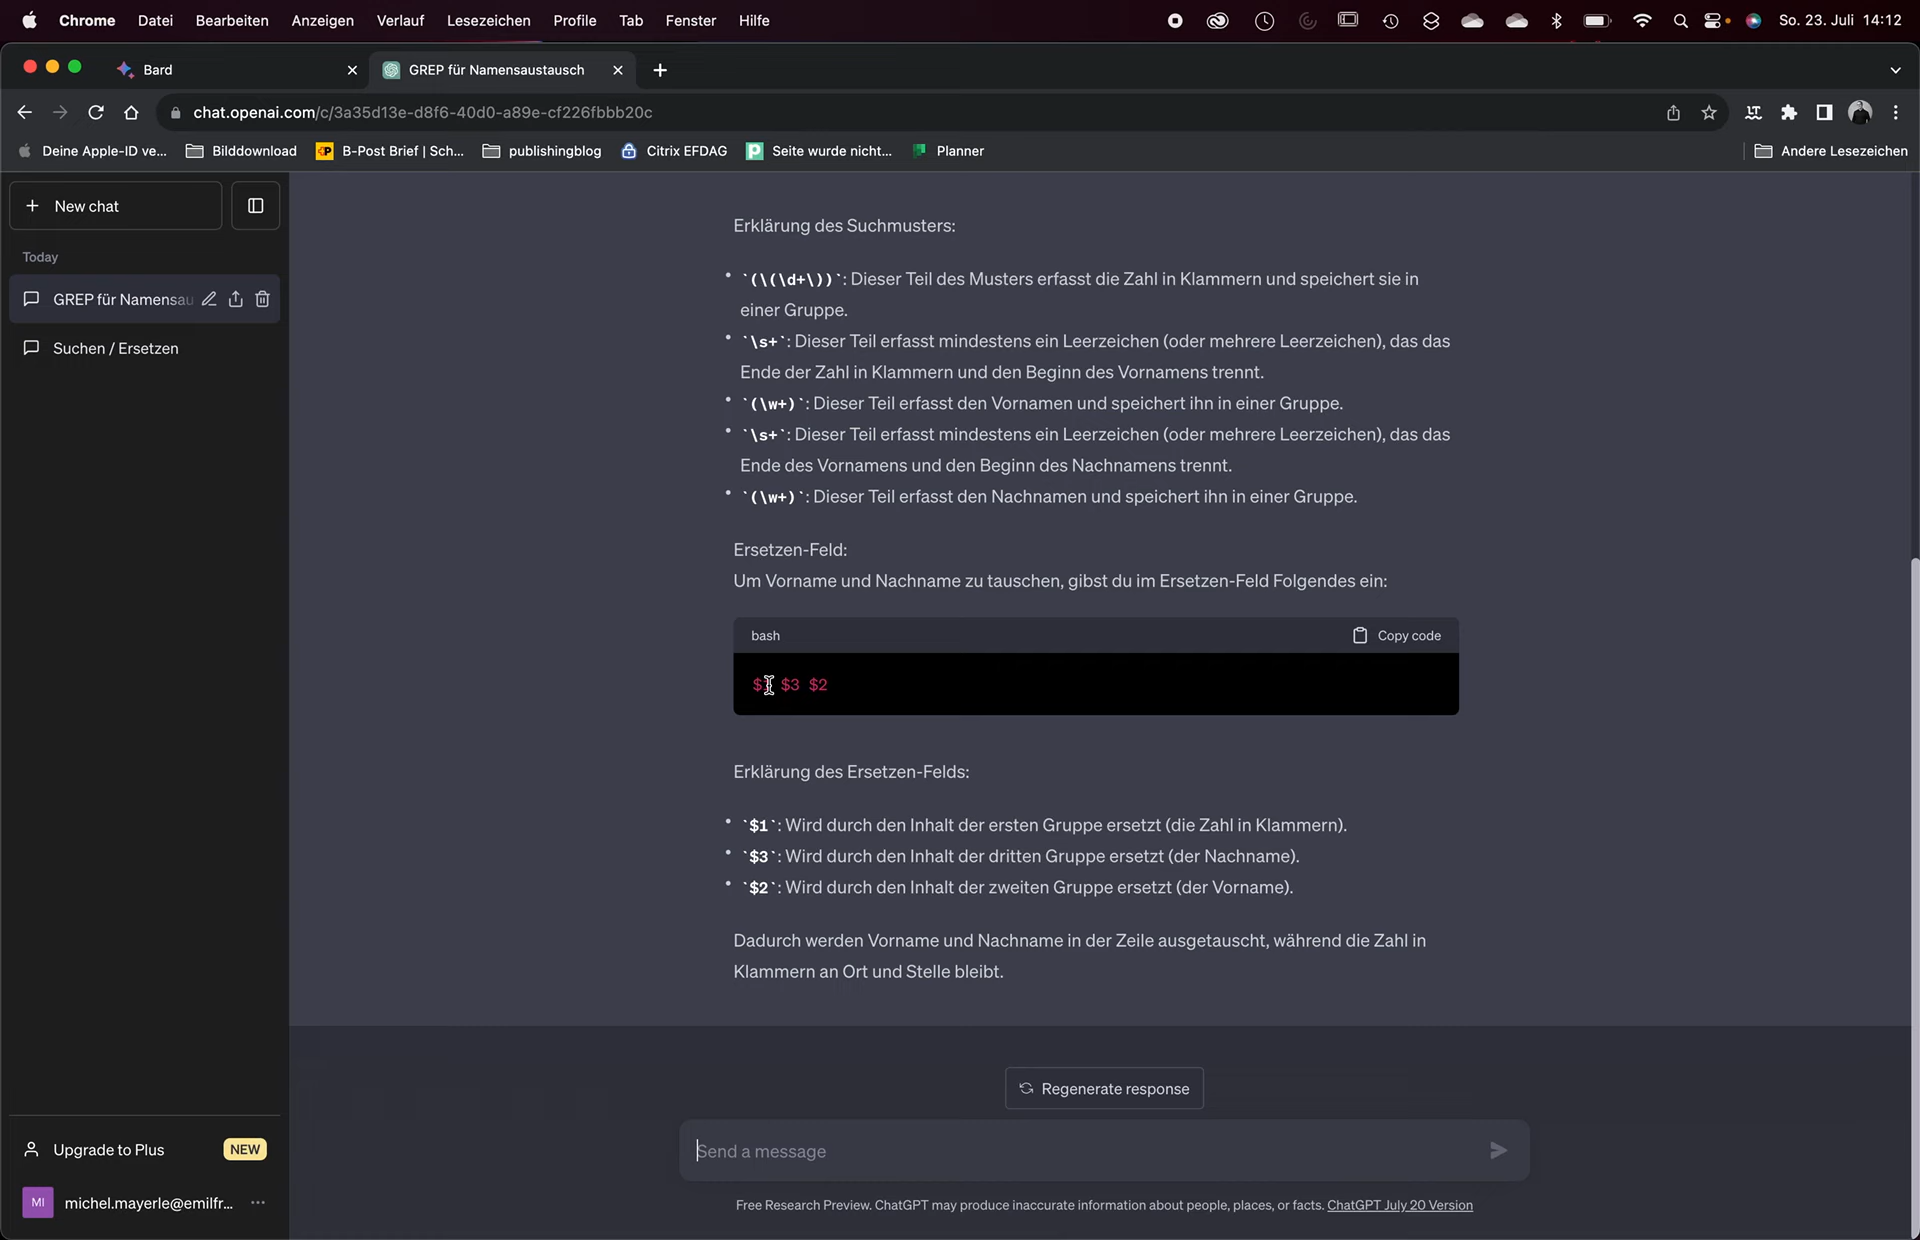 Chrome Datei Bearbeiten Anzeigen Verlauf Lesezeichen Profile Tab Fenster Hilfe So. 23. Juli 14:12
Bard GREP für Namensaustausch
chat.openai.com/c/3a35d13e-d8f6-40d0-a89e-cf226fbbb20c
Deine Apple-ID ve... Bilddownload B-Post Brief | Sch... publishingblog Citrix EFDAG Seite wurde nicht... Planner Andere Lesezeichen
New chat
Today
GREP für Namensau
Suchen / Ersetzen
Erklärung des Suchmusters:
• `(\(\d+\))`: Dieser Teil des Musters erfasst die Zahl in Klammern und speichert sie in
einer Gruppe.
• `\s+`: Dieser Teil erfasst mindestens ein Leerzeichen (oder mehrere Leerzeichen), das das
Ende der Zahl in Klammern und den Beginn des Vornamens trennt.
• `(\w+)`: Dieser Teil erfasst den Vornamen und speichert ihn in einer Gruppe.
• `\s+`: Dieser Teil erfasst mindestens ein Leerzeichen (oder mehrere Leerzeichen), das das
Ende des Vornamens und den Beginn des Nachnamens trennt.
• `(\w+)`: Dieser Teil erfasst den Nachnamen und speichert ihn in einer Gruppe.
Ersetzen-Feld:
Um Vorname und Nachname zu tauschen, gibst du im Ersetzen-Feld Folgendes ein:
bash Copy code
$3 $2
Erklärung des Ersetzen-Felds:
• `$1`: Wird durch den Inhalt der ersten Gruppe ersetzt (die Zahl in Klammern).
• `$3`: Wird durch den Inhalt der dritten Gruppe ersetzt (der Nachname).
• `$2`: Wird durch den Inhalt der zweiten Gruppe ersetzt (der Vorname).
Dadurch werden Vorname und Nachname in der Zeile ausgetauscht, während die Zahl in
Klammern an Ort und Stelle bleibt.
Regenerate response
Send a message
Free Research Preview. ChatGPT may produce inaccurate information about people, places, or facts. ChatGPT July 20 Version
Upgrade to Plus NEW
MI michel.mayerle@emilfr...